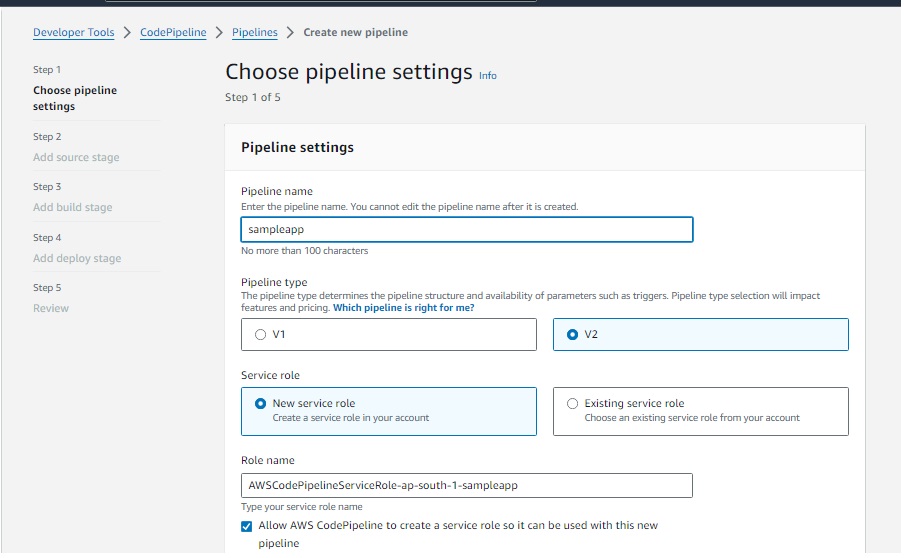 Developer Tools > CodePipeline > Pipelines > Create new pipeline
Step 1
Choose pipeline
settings
Step 2
Add source stage
Step 3
Add build stage
Step 4
Add deploy stage
Step 5
Review
Choose pipeline settings Info
Step 1 of 5
Pipeline settings
Pipeline name
Enter the pipeline name. You cannot edit the pipeline name after it is created.
sampleapp
No more than 100 characters
Pipeline type
The pipeline type determines the pipeline structure and availability of parameters such as triggers. Pipeline type selection will impact
features and pricing. Which pipeline is right for me?
V1
V2
Service role
New service role
Create a service role in your account
Existing service role
Choose an existing service role from your account
Role name
AWSCodePipelineServiceRole-ap-south-1-sampleapp
Type your service role name
Allow AWS CodePipeline to create a service role so it can be used with this new
pipeline